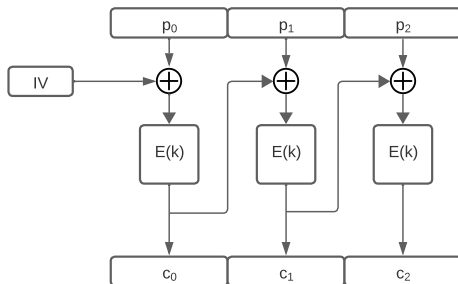 p₀ p₁ p₂
IV
E(k) E(k) E(k)
c₀ c₁ c₂